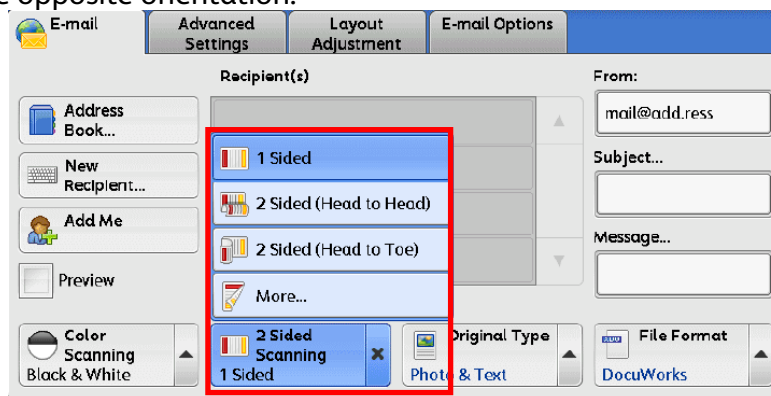 e opposite orientation.
E-mail
Advanced
Settings
Layout
Adjustment
E-mail Options
Recipient(s)
From:
Address
Book...
mail@add.ress
New
Recipient...
1 Sided
Subject...
2 Sided (Head to Head)
Add Me
2 Sided (Head to Toe)
Message...
Preview
More...
Color
Scanning
Black & White
2 Sided
Scanning
1 Sided
Original Type
Photo & Text
File Format
DocuWorks